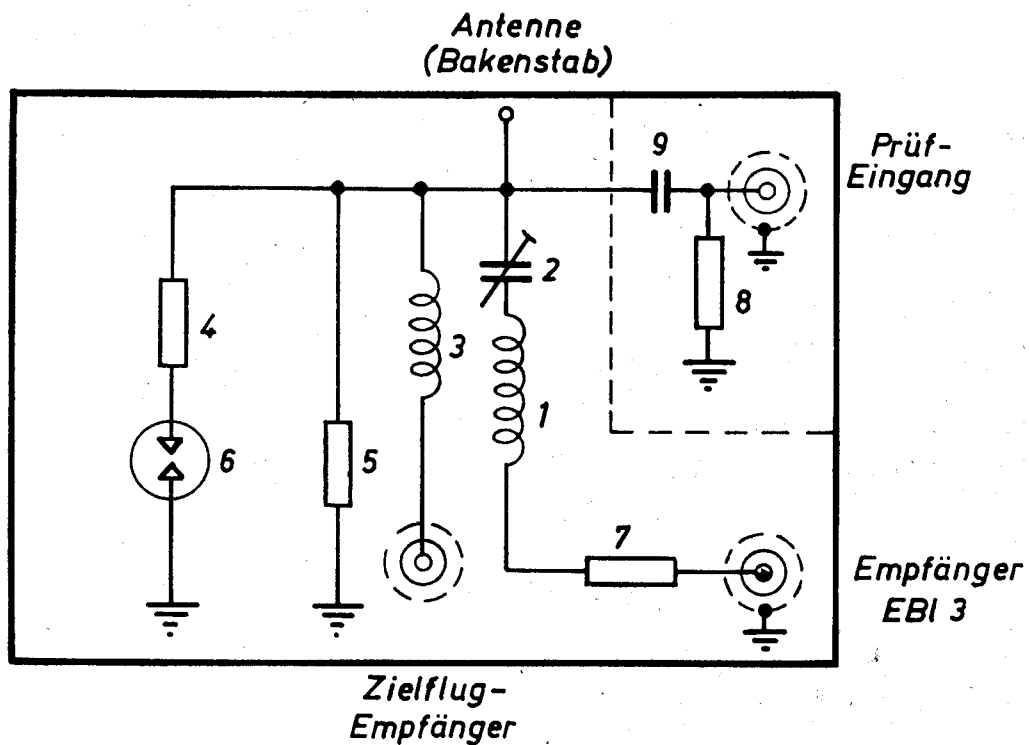 Antenne
(Bakenstab)
Prüf-
Eingang
9
2
8
4
3
1
6
5
7
Empfänger
EBl 3
Zielflug-
Empfänger